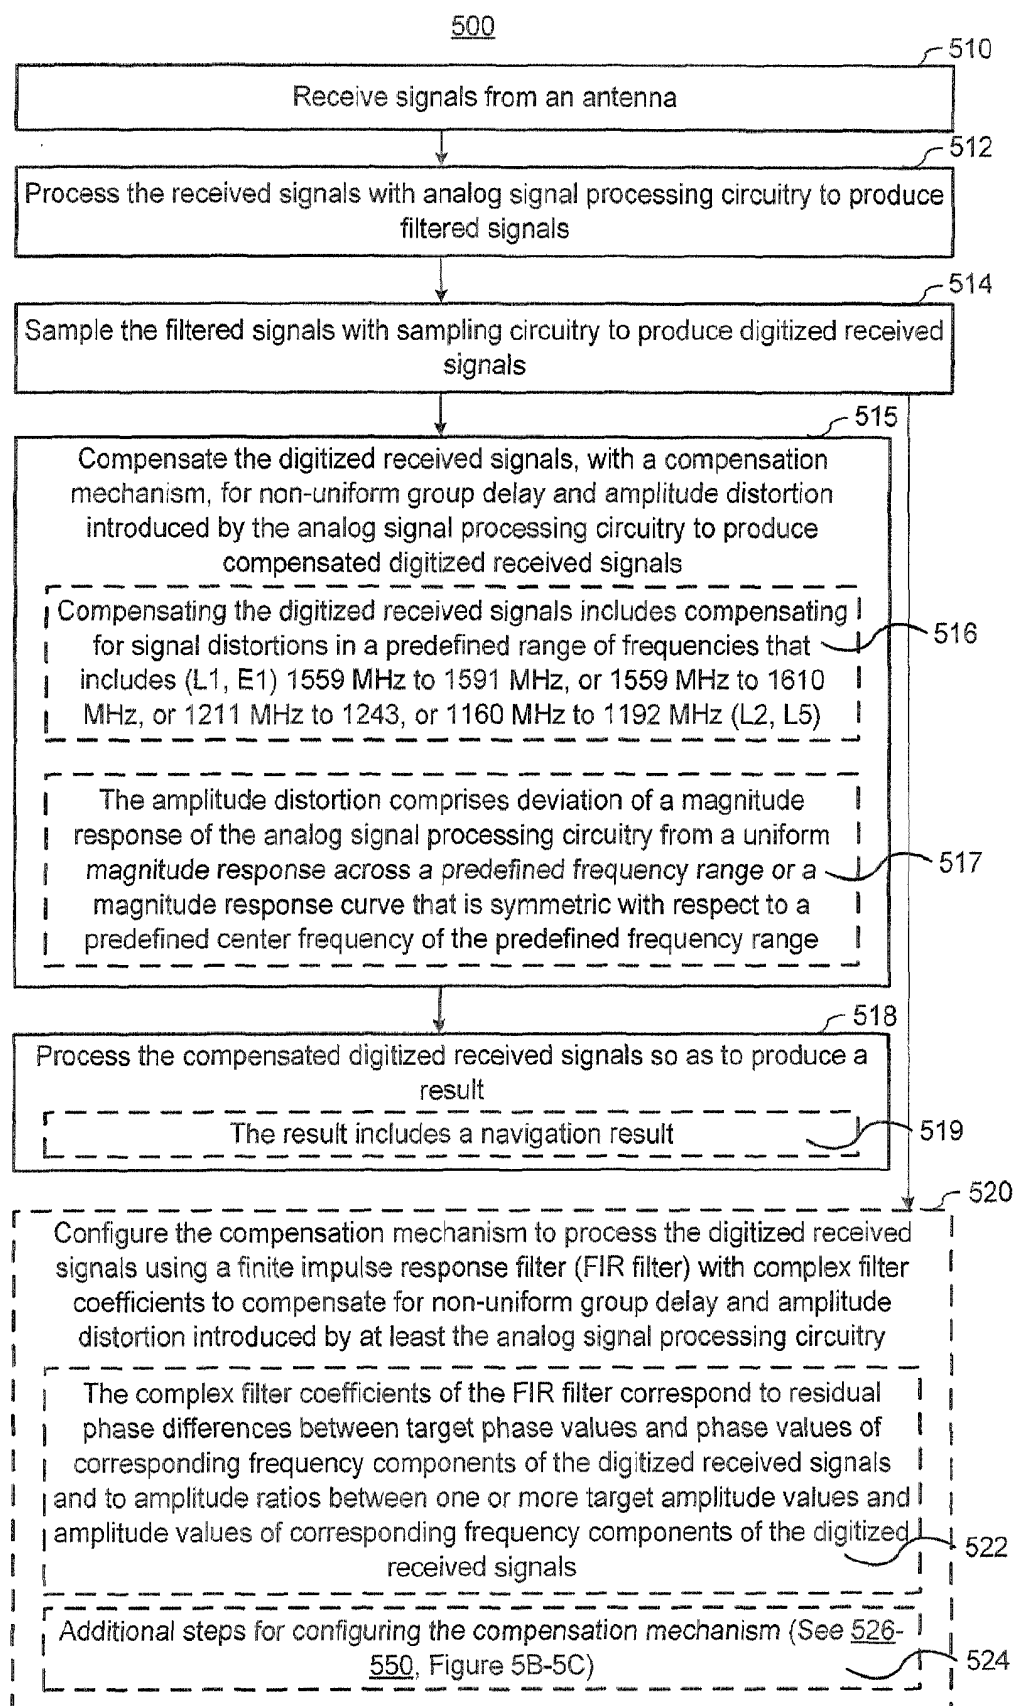 500
510
Receive signals from an antenna
512
Process the received signals with analog signal processing circuitry to produce
filtered signals
514
Sample the filtered signals with sampling circuitry to produce digitized received
signals
515
Compensate the digitized received signals, with a compensation
mechanism, for non-uniform group delay and amplitude distortion
introduced by the analog signal processing circuitry to produce
compensated digitized received signals
Compensating the digitized received signals includes compensating
for signal distortions in a predefined range of frequencies that
includes (L1, E1) 1559 MHz to 1591 MHz, or 1559 MHz to 1610
MHz, or 1211 MHz to 1243, or 1160 MHz to 1192 MHz (L2, L5)
516
The amplitude distortion comprises deviation of a magnitude
response of the analog signal processing circuitry from a uniform
magnitude response across a predefined frequency range or a
magnitude response curve that is symmetric with respect to a
predefined center frequency of the predefined frequency range
517
518
Process the compensated digitized received signals so as to produce a
result
The result includes a navigation result
519
520
Configure the compensation mechanism to process the digitized received
signals using a finite impulse response filter (FIR filter) with complex filter
coefficients to compensate for non-uniform group delay and amplitude
distortion introduced by at least the analog signal processing circuitry
The complex filter coefficients of the FIR filter correspond to residual
phase differences between target phase values and phase values of
corresponding frequency components of the digitized received signals
and to amplitude ratios between one or more target amplitude values and
amplitude values of corresponding frequency components of the digitized
received signals
522
Additional steps for configuring the compensation mechanism (See 526-
550, Figure 5B-5C)
524